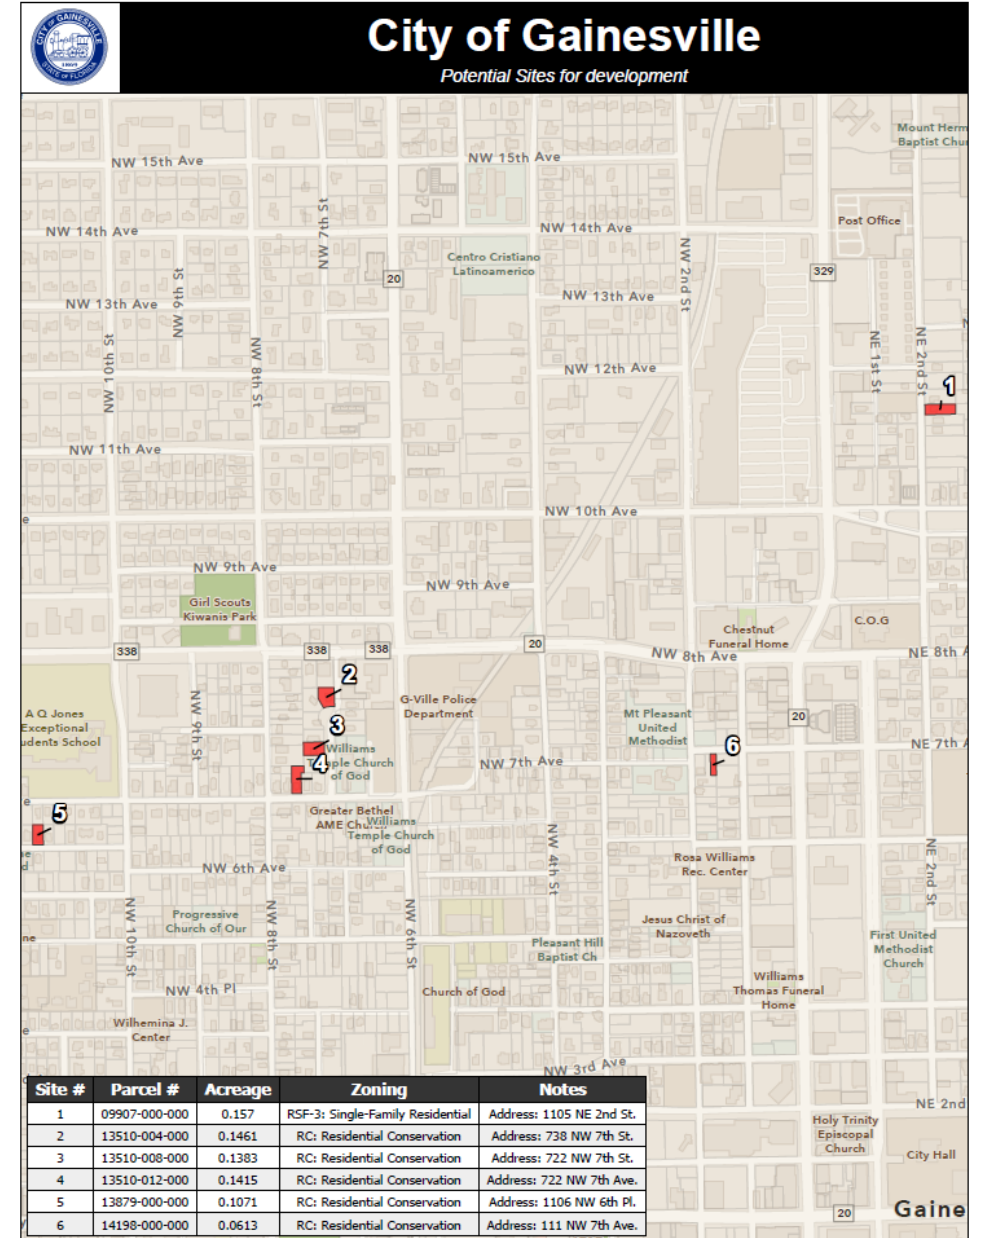 CITY OF GAINESVILLE
1869
STATE OF FLORIDA
City of Gainesville
Potential Sites for development
Mount Herm
Baptist Chu
NW 15th Ave
NW 15th Ave
Post Office
NW 14th Ave
NW 7th St
NW 14th Ave
Centro Cristiano
Latinoamerico
NW 2nd St
20
329
NW 9th St
NW 13th Ave
NW 13th Ave
NW 10th St
NW 8th St
NE 1st St
NE 2nd St
NW 12th Ave
1
NW 11th Ave
NW 10th Ave
NW 9th Ave
NW 9th Ave
Girl Scouts
Kiwanis Park
Chestnut
Funeral Home
C.O.G
338
338
338
20
NW 8th Ave
NE 8th A
2
A Q Jones
Exceptional
udents School
NW 9th St
G-Ville Police
Department
Mt Pleasant
United
Methodist
20
3
Williams
Temple Church
of God
4
NW 7th Ave
6
NE 7th A
5
Greater Bethel
AME Church
Williams
Temple Church
of God
NW 4th St
NE 2nd St
NW 6th Ave
Rosa Williams
Rec. Center
NW 10th St
NW 8th St
NW 6th St
Progressive
Church of Our
Jesus Christ of
Nazoveth
Pleasant Hill
Baptist Ch
First United
Methodist
Church
NW 4th Pl
Church of God
Williams
Thomas Funeral
Home
Wilhemina J.
Center
NW 3rd Ave
NE 2nd
Holy Trinity
Episcopal
Church
City Hall
20
Gaine
Site # Parcel # Acreage Zoning Notes
1 09907-000-000 0.157 RSF-3: Single-Family Residential Address: 1105 NE 2nd St.
2 13510-004-000 0.1461 RC: Residential Conservation Address: 738 NW 7th St.
3 13510-008-000 0.1383 RC: Residential Conservation Address: 722 NW 7th St.
4 13510-012-000 0.1415 RC: Residential Conservation Address: 722 NW 7th Ave.
5 13879-000-000 0.1071 RC: Residential Conservation Address: 1106 NW 6th Pl.
6 14198-000-000 0.0613 RC: Residential Conservation Address: 111 NW 7th Ave.